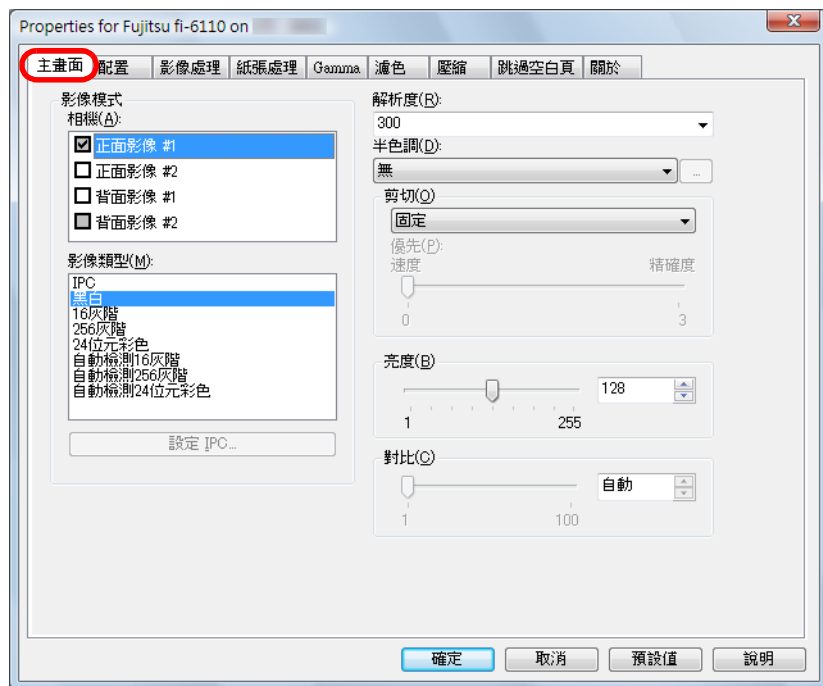 Properties for Fujitsu fi-6110 on
主畫面 配置 影像處理 紙張處理 Gamma 濾色 壓縮 跳過空白頁 關於
影像模式
相機(A):
正面影像 #1
正面影像 #2
背面影像 #1
背面影像 #2
影像類型(M):
IPC
黑白
16灰階
256灰階
24位元彩色
自動檢測16灰階
自動檢測256灰階
自動檢測24位元彩色
設定 IPC...
解析度(R):
300
半色調(D):
無
...
剪切(O)
固定
優先(P):
速度 精確度
0 3
亮度(B)
128
1 255
對比(C)
自動
1 100
確定 取消 預設值 說明